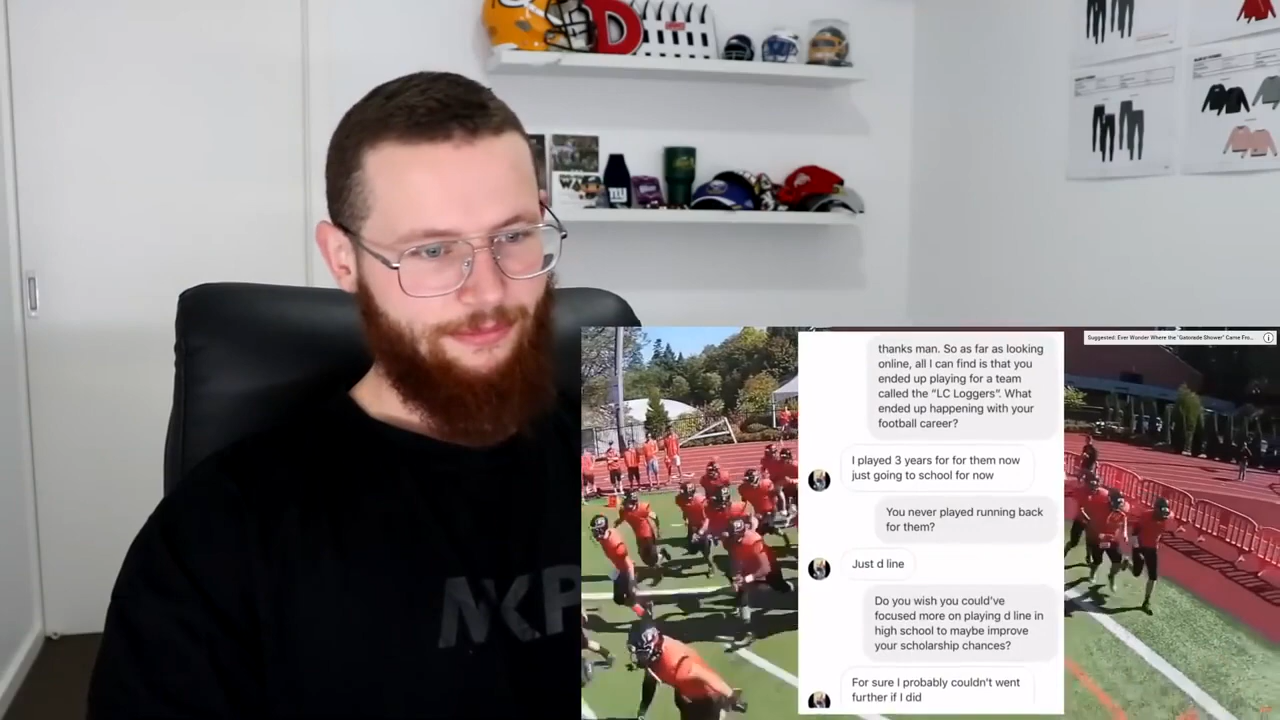 Suggested: Ever Wonder Where the "Gatorade Shower" Came Fro...
thanks man. So as far as looking
online, all I can find is that you
ended up playing for a team
called the "LC Loggers". What
ended up happening with your
football career?
I played 3 years for for them now
just going to school for now
You never played running back
for them?
Just d line
Do you wish you could've
focused more on playing d line in
high school to maybe improve
your scholarship chances?
For sure I probably couldn't went
further if I did
NY
D